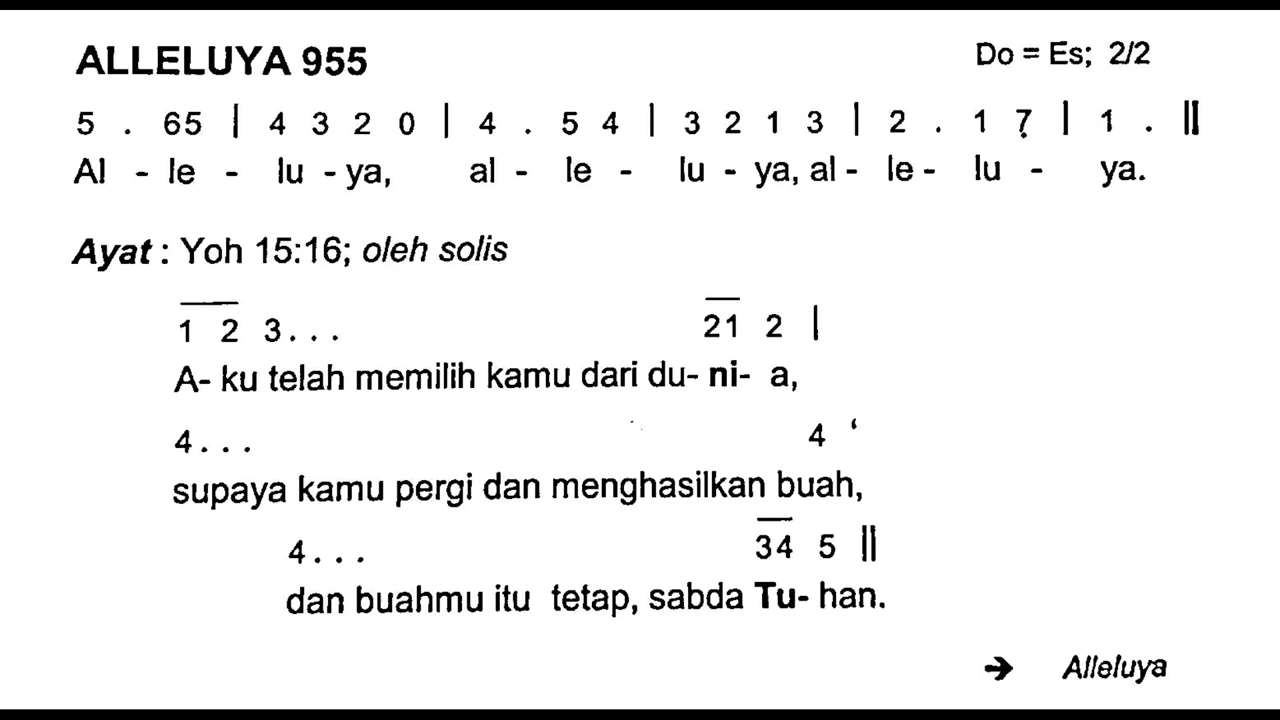 ALLELUYA 955 Do = Es; 2/2
5 . 65 | 4 3 2 0 | 4 . 5 4 | 3 2 1 3 | 2 . 1 7̣ | 1 . ||
Al - le - lu - ya, al - le - lu - ya, al - le - lu - ya.
Ayat : Yoh 15:16; oleh solis
1 2 3 . . . 21 2 |
A- ku telah memilih kamu dari du- ni- a,
4 . . . 4 ‘
supaya kamu pergi dan menghasilkan buah,
4 . . . 34 5 ||
dan buahmu itu tetap, sabda Tu- han.
→ Alleluya